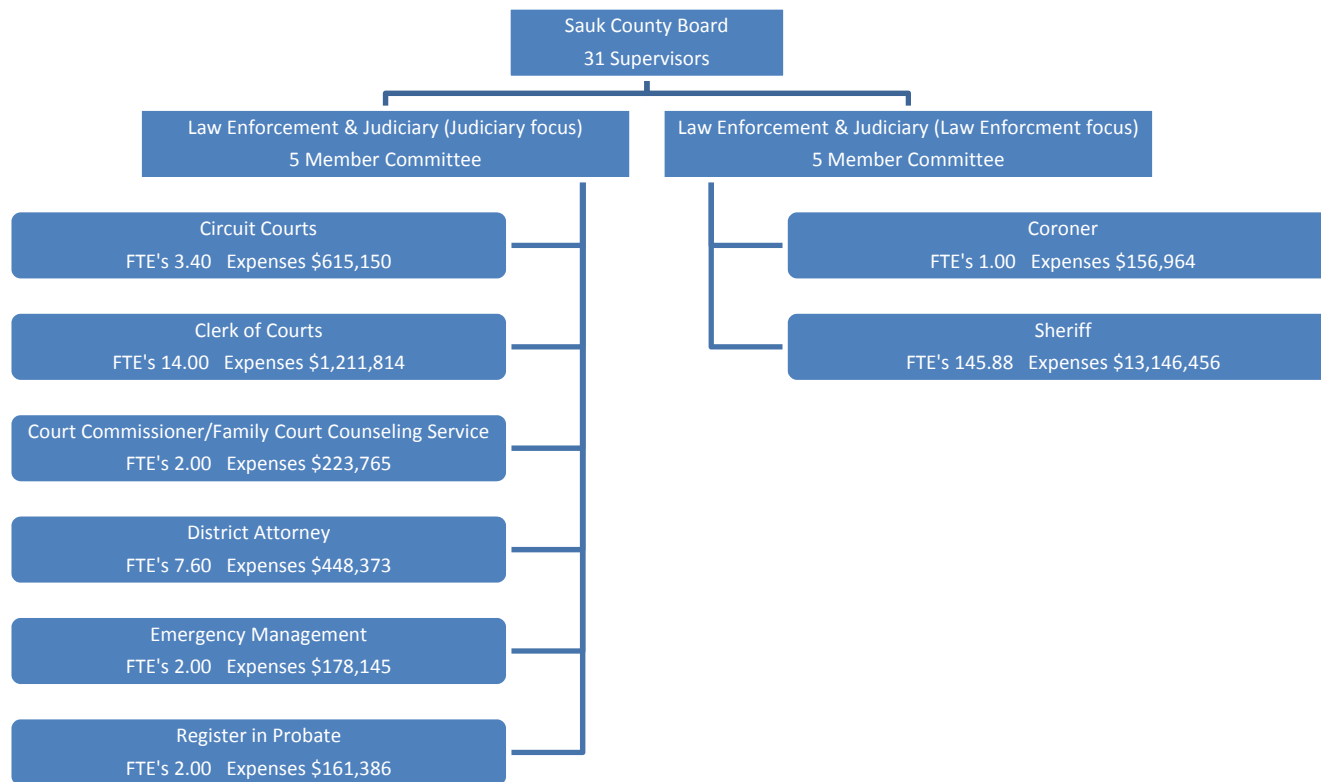 Sauk County Board
31 Supervisors
Law Enforcement & Judiciary (Judiciary focus)
5 Member Committee
Law Enforcement & Judiciary (Law Enforcment focus)
5 Member Committee
Circuit Courts
FTE's 3.40 Expenses $615,150
Clerk of Courts
FTE's 14.00 Expenses $1,211,814
Court Commissioner/Family Court Counseling Service
FTE's 2.00 Expenses $223,765
District Attorney
FTE's 7.60 Expenses $448,373
Emergency Management
FTE's 2.00 Expenses $178,145
Register in Probate
FTE's 2.00 Expenses $161,386
Coroner
FTE's 1.00 Expenses $156,964
Sheriff
FTE's 145.88 Expenses $13,146,456